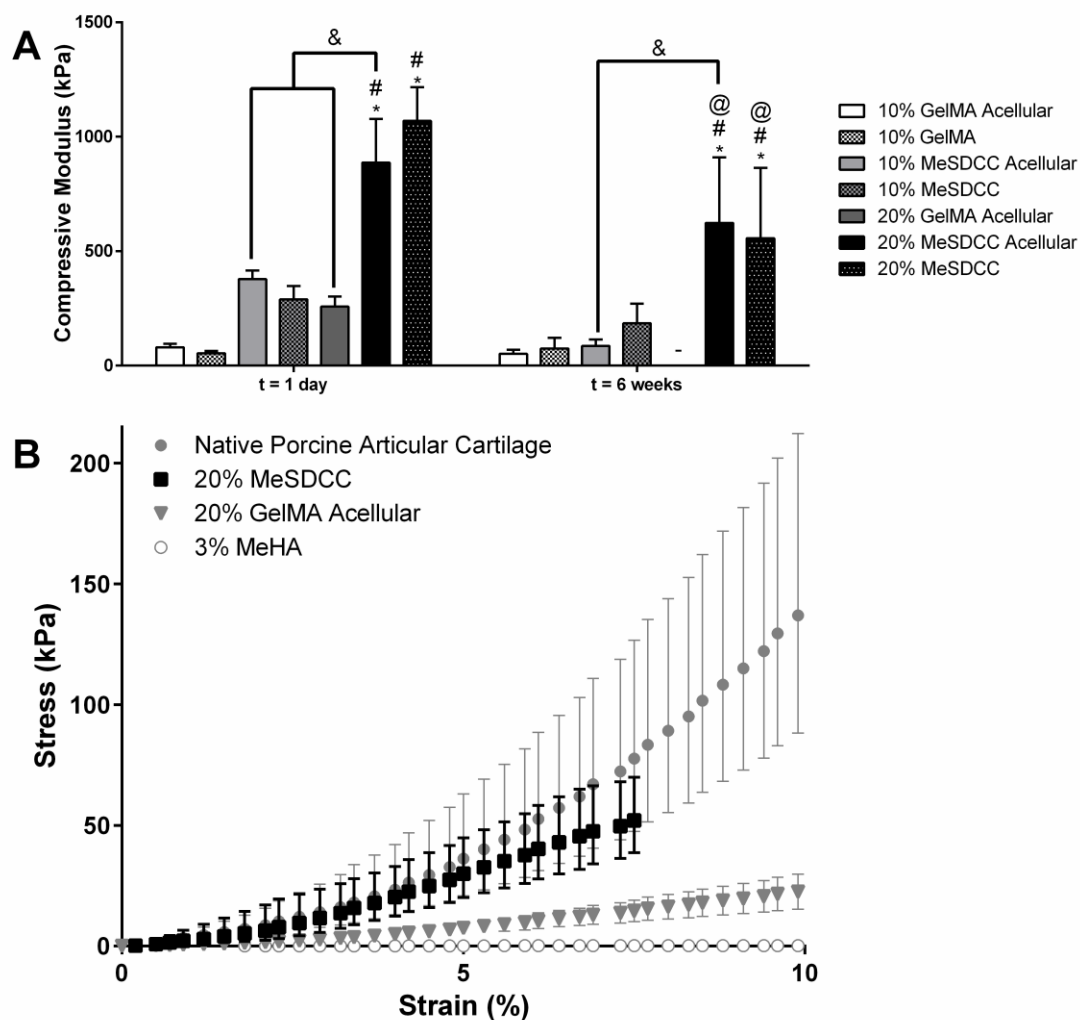 A
Compressive Modulus (kPa)
1500
1000
500
0
&
#
*
#
*
&
@
#
*
@
#
*
-
t = 1 day
t = 6 weeks
10% GelMA Acellular
10% GelMA
10% MeSDCC Acellular
10% MeSDCC
20% GelMA Acellular
20% MeSDCC Acellular
20% MeSDCC
B
Native Porcine Articular Cartilage
20% MeSDCC
20% GelMA Acellular
3% MeHA
Stress (kPa)
200
150
100
50
0
0
5
10
Strain (%)